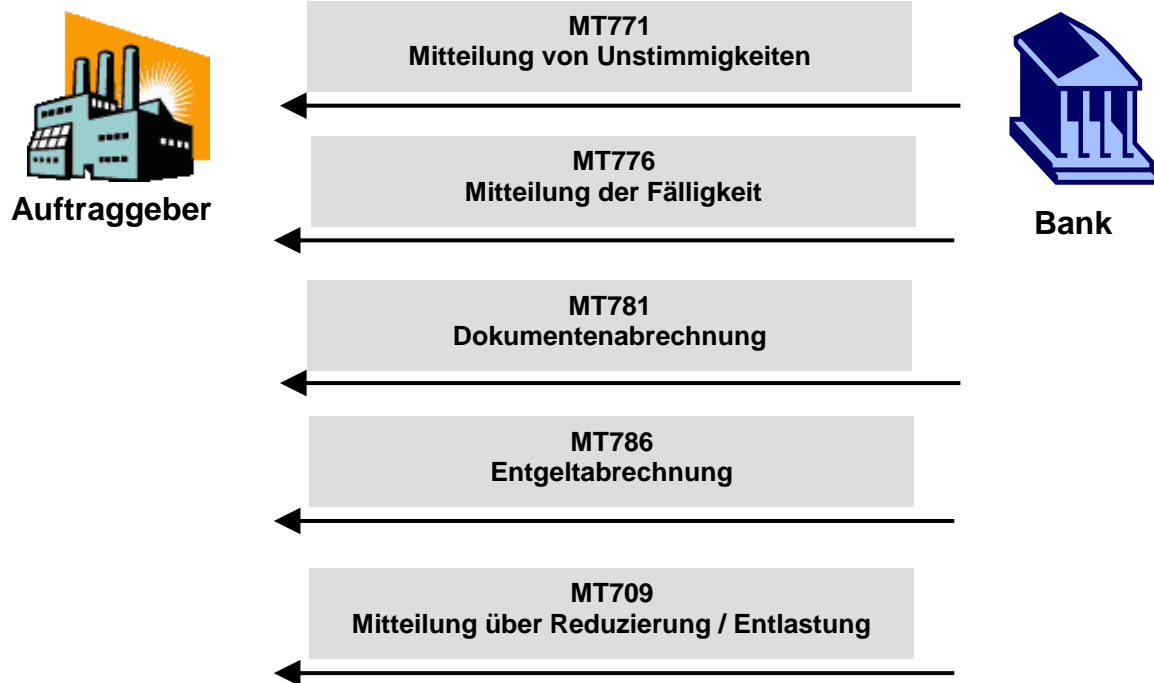 MT771
Mitteilung von Unstimmigkeiten
MT776
Mitteilung der Fälligkeit
Auftraggeber
Bank
MT781
Dokumentenabrechnung
MT786
Entgeltabrechnung
MT709
Mitteilung über Reduzierung / Entlastung